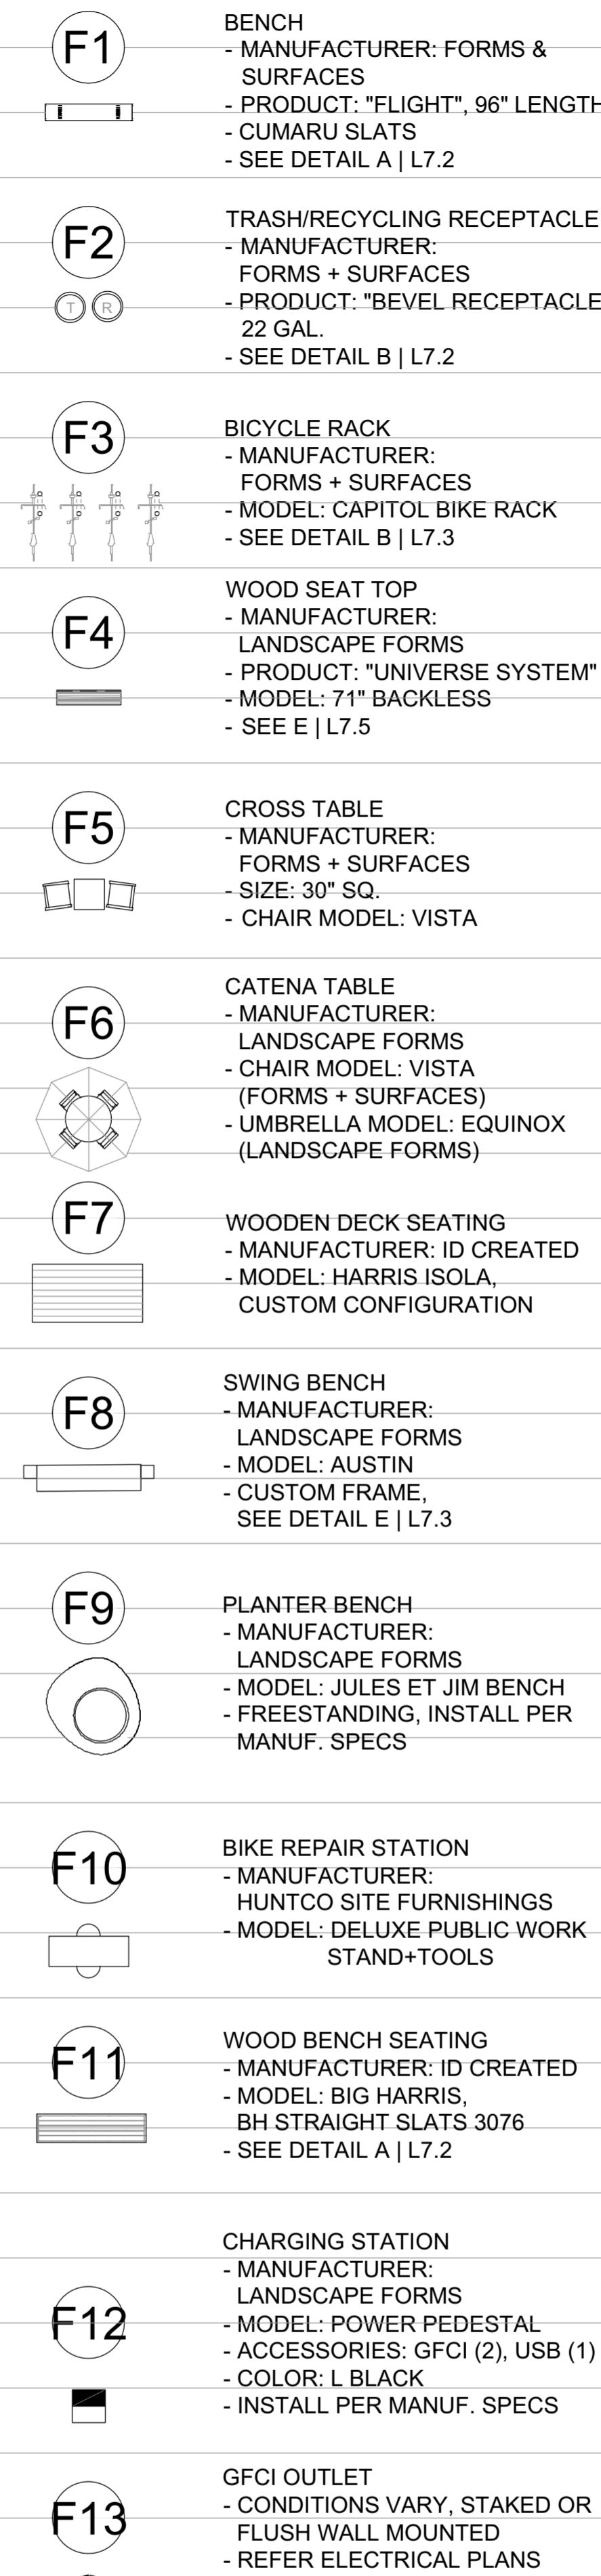 F1
BENCH
- MANUFACTURER: FORMS &
SURFACES
- PRODUCT: "FLIGHT", 96" LENGTH
- CUMARU SLATS
- SEE DETAIL A | L7.2
F2
T R
TRASH/RECYCLING RECEPTACLE
- MANUFACTURER:
FORMS + SURFACES
- PRODUCT: "BEVEL RECEPTACLE
22 GAL.
- SEE DETAIL B | L7.2
F3
BICYCLE RACK
- MANUFACTURER:
FORMS + SURFACES
- MODEL: CAPITOL BIKE RACK
- SEE DETAIL B | L7.3
F4
WOOD SEAT TOP
- MANUFACTURER:
LANDSCAPE FORMS
- PRODUCT: "UNIVERSE SYSTEM"
- MODEL: 71" BACKLESS
- SEE E | L7.5
F5
CROSS TABLE
- MANUFACTURER:
FORMS + SURFACES
- SIZE: 30" SQ.
- CHAIR MODEL: VISTA
F6
CATENA TABLE
- MANUFACTURER:
LANDSCAPE FORMS
- CHAIR MODEL: VISTA
(FORMS + SURFACES)
- UMBRELLA MODEL: EQUINOX
(LANDSCAPE FORMS)
F7
WOODEN DECK SEATING
- MANUFACTURER: ID CREATED
- MODEL: HARRIS ISOLA,
CUSTOM CONFIGURATION
F8
SWING BENCH
- MANUFACTURER:
LANDSCAPE FORMS
- MODEL: AUSTIN
- CUSTOM FRAME,
SEE DETAIL E | L7.3
F9
PLANTER BENCH
- MANUFACTURER:
LANDSCAPE FORMS
- MODEL: JULES ET JIM BENCH
- FREESTANDING, INSTALL PER
MANUF. SPECS
F10
BIKE REPAIR STATION
- MANUFACTURER:
HUNTCO SITE FURNISHINGS
- MODEL: DELUXE PUBLIC WORK
STAND+TOOLS
F11
WOOD BENCH SEATING
- MANUFACTURER: ID CREATED
- MODEL: BIG HARRIS,
BH STRAIGHT SLATS 3076
- SEE DETAIL A | L7.2
F12
CHARGING STATION
- MANUFACTURER:
LANDSCAPE FORMS
- MODEL: POWER PEDESTAL
- ACCESSORIES: GFCI (2), USB (1)
- COLOR: L BLACK
- INSTALL PER MANUF. SPECS
F13
GFCI OUTLET
- CONDITIONS VARY, STAKED OR
FLUSH WALL MOUNTED
- REFER ELECTRICAL PLANS